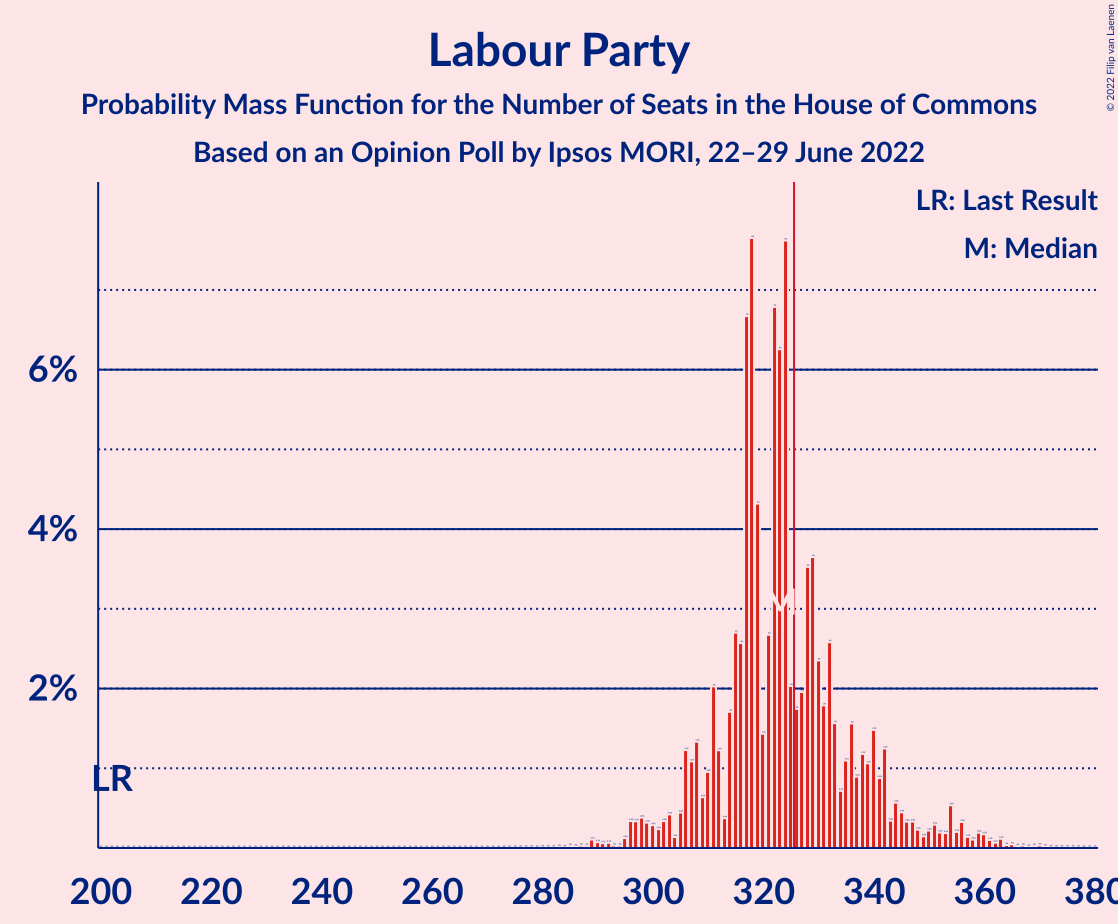 Labour Party
Probability Mass Function for the Number of Seats in the House of Commons
Based on an Opinion Poll by Ipsos MORI, 22–29 June 2022
© 2022 Filip van Laenen
LR: Last Result
M: Median
6%
4%
M
2%
LR
200 220 240 260 280 300 320 340 360 380